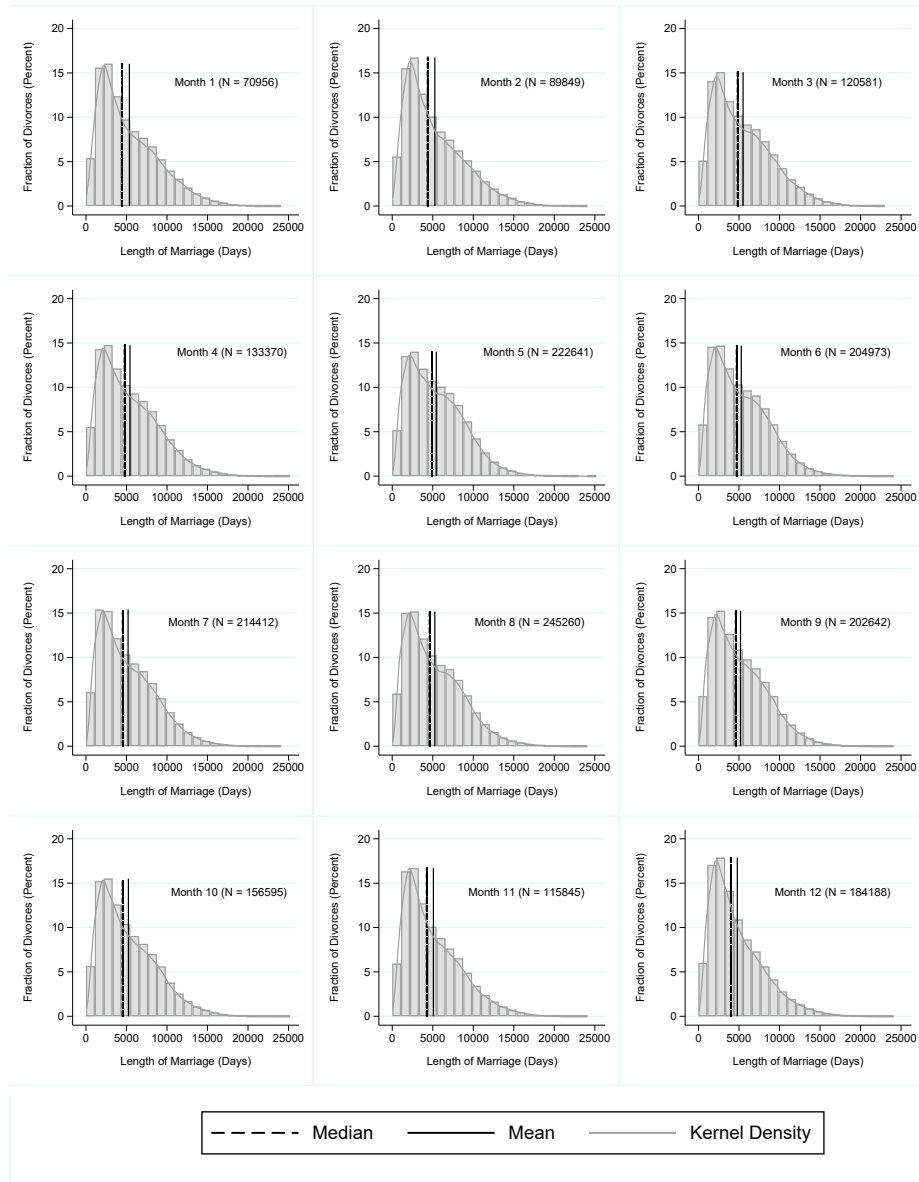 20
15
10
5
0
Fraction of Divorces (Percent)
Month 1 (N = 70956)
0 5000 10000 15000 20000 25000
Length of Marriage (Days)
20
15
10
5
0
Fraction of Divorces (Percent)
Month 2 (N = 89849)
0 5000 10000 15000 20000 25000
Length of Marriage (Days)
20
15
10
5
0
Fraction of Divorces (Percent)
Month 3 (N = 120581)
0 5000 10000 15000 20000 25000
Length of Marriage (Days)
20
15
10
5
0
Fraction of Divorces (Percent)
Month 4 (N = 133370)
0 5000 10000 15000 20000 25000
Length of Marriage (Days)
20
15
10
5
0
Fraction of Divorces (Percent)
Month 5 (N = 222641)
0 5000 10000 15000 20000 25000
Length of Marriage (Days)
20
15
10
5
0
Fraction of Divorces (Percent)
Month 6 (N = 204973)
0 5000 10000 15000 20000 25000
Length of Marriage (Days)
20
15
10
5
0
Fraction of Divorces (Percent)
Month 7 (N = 214412)
0 5000 10000 15000 20000 25000
Length of Marriage (Days)
20
15
10
5
0
Fraction of Divorces (Percent)
Month 8 (N = 245260)
0 5000 10000 15000 20000 25000
Length of Marriage (Days)
20
15
10
5
0
Fraction of Divorces (Percent)
Month 9 (N = 202642)
0 5000 10000 15000 20000 25000
Length of Marriage (Days)
20
15
10
5
0
Fraction of Divorces (Percent)
Month 10 (N = 156595)
0 5000 10000 15000 20000 25000
Length of Marriage (Days)
20
15
10
5
0
Fraction of Divorces (Percent)
Month 11 (N = 115845)
0 5000 10000 15000 20000 25000
Length of Marriage (Days)
20
15
10
5
0
Fraction of Divorces (Percent)
Month 12 (N = 184188)
0 5000 10000 15000 20000 25000
Length of Marriage (Days)
Median Mean Kernel Density